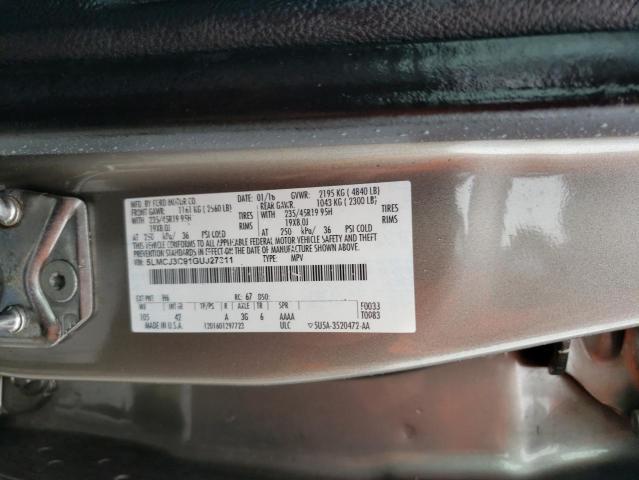 MFD. BY FORD MOTOR CO.
DATE: 01/16 GVWR: 2195 KG ( 4840 LB)
FRONT GAWR: 1161 KG ( 2560 LB) REAR GAWR: 1043 KG ( 2300 LB)
WITH 235/45R19 95H TIRES WITH 235/45R19 95H TIRES
19X8.0J RIMS 19X8.0J RIMS
AT 250 kPa/ 36 PSI COLD AT 250 kPa/ 36 PSI COLD
THIS VEHICLE CONFORMS TO ALL APPLICABLE FEDERAL MOTOR VEHICLE SAFETY AND BUMPER
AND THEFT PREVENTION STANDARDS IN EFFECT ON THE DATE OF MANUFACTURE SHOWN ABOVE.
VIN: 5LMCJ3C91GUJ27811
TYPE: MPV
EXT PNT: RC: 67 DSO:
WB INT TR TP/PS R AXLE TR SPR
105 42 A 3G 6 AAAA F0033
T0083
MADE IN U.S.A. 1201601297723 ULC 5U5A-3520472-AA